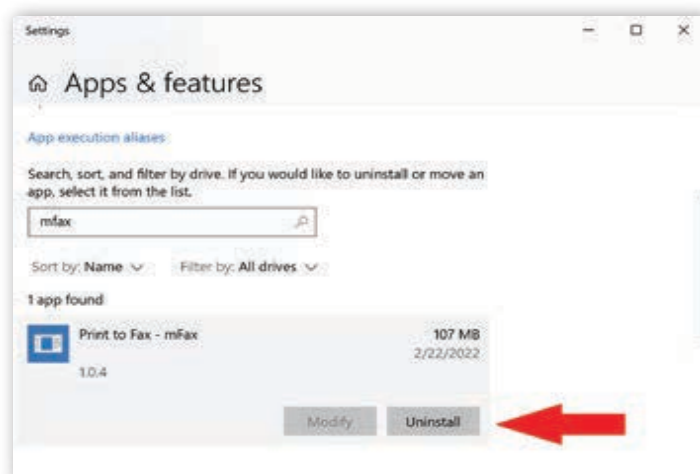 Settings
Apps & features
App execution aliases
Search, sort, and filter by drive. If you would like to uninstall or move an
app, select it from the list.
mfax
Sort by: Name Filter by: All drives
1 app found
Print to Fax - mFax 107 MB
2/22/2022
1.0.4
Modify Uninstall